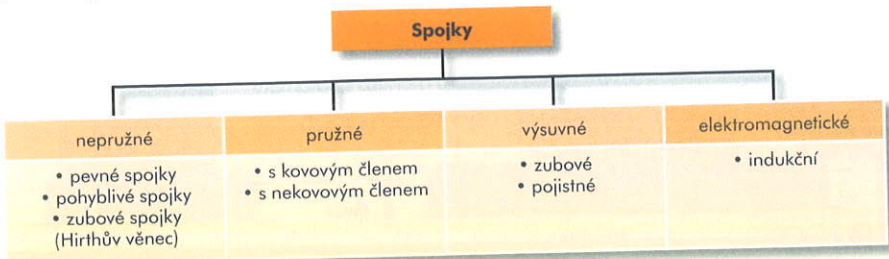 Spojky
nepružné
• pevné spojky
• pohyblivé spojky
• zubové spojky
(Hirthův věnec)
pružné
• s kovovým členem
• s nekovovým členem
výsuvné
• zubové
• pojistné
elektromagnetické
• indukční